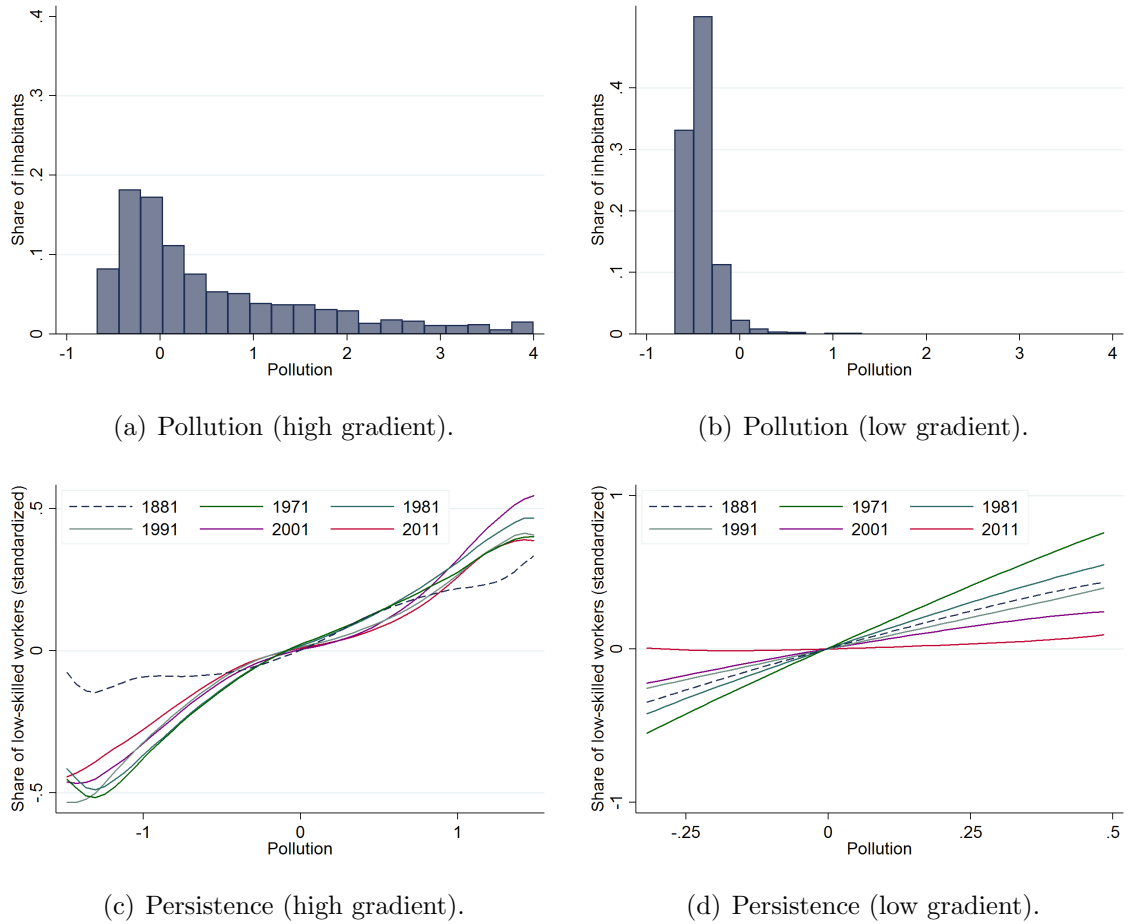 Share of inhabitants
.4
.3
.2
.1
0
-1 0 1 2 3 4
Pollution
(a) Pollution (high gradient).
Share of inhabitants
.4
.3
.2
.1
0
-1 0 1 2 3 4
Pollution
(b) Pollution (low gradient).
Share of low-skilled workers (standardized)
.5
0
-.5
1881 1971 1981
1991 2001 2011
-1 0 1
Pollution
(c) Persistence (high gradient).
Share of low-skilled workers (standardized)
1
0
-1
1881 1971 1981
1991 2001 2011
-.25 0 .25 .5
Pollution
(d) Persistence (low gradient).